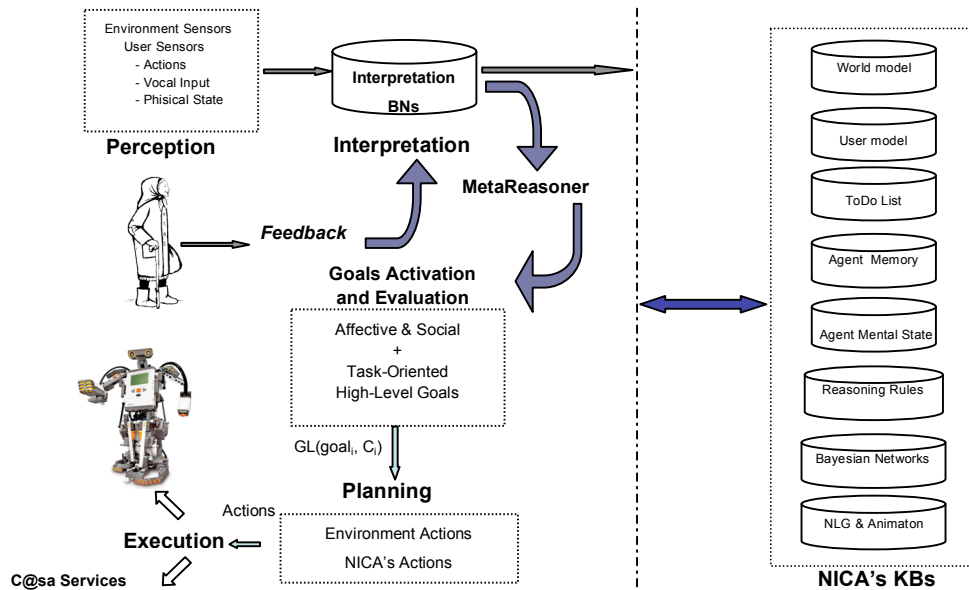 Environment Sensors
User Sensors
- Actions
- Vocal Input
- Phisical State
Perception
Interpretation
BNs
Interpretation
MetaReasoner
Feedback
Goals Activation
and Evaluation
Affective & Social
+
Task-Oriented
High-Level Goals
GL(goalᵢ, Cᵢ)
Planning
Actions
Environment Actions
NICA's Actions
Execution
C@sa Services
World model
User model
ToDo List
Agent Memory
Agent Mental State
Reasoning Rules
Bayesian Networks
NLG & Animaton
NICA's KBs